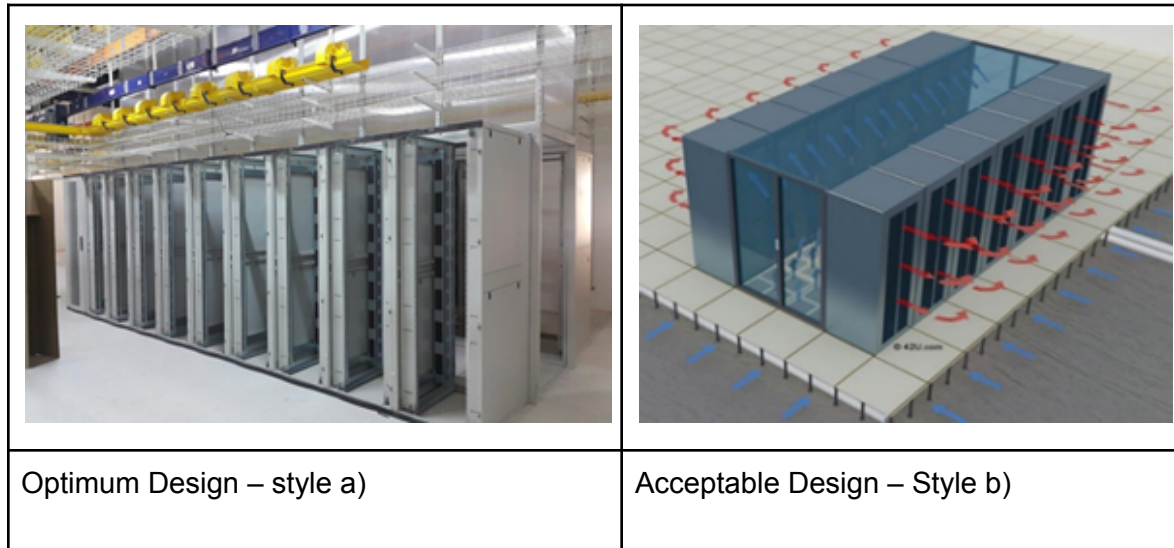 © 42U.com
Optimum Design – style a)
Acceptable Design – Style b)